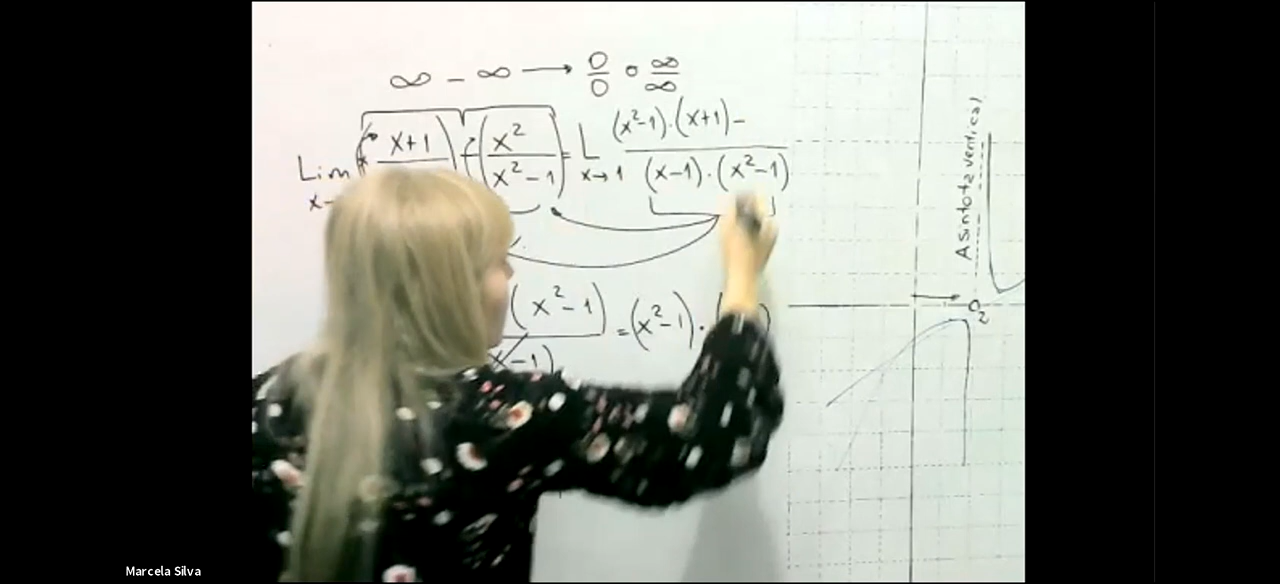 ∞ - ∞ → 0/0 o ∞/∞
Lim x- ( x+1 ) - ( x²/(x²-1) ) = L x→1 (x²-1)·(x+1)- / (x-1)·(x²-1)
(x²-1) / x-1) = (x²-1)·( )
Asintota vertical
Marcela Silva